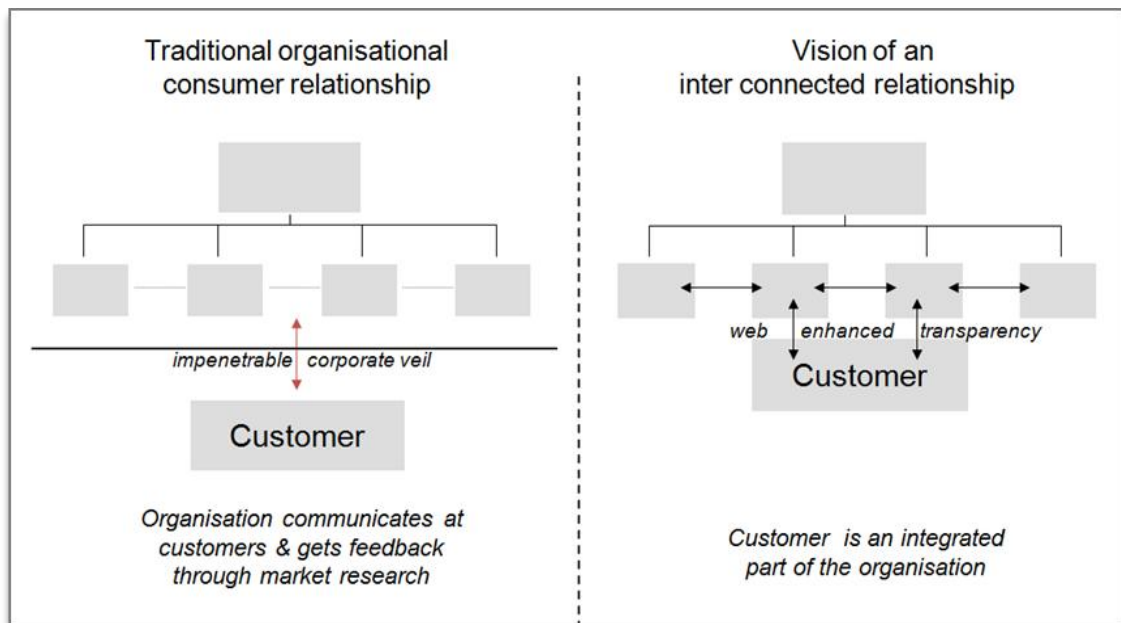 Traditional organisational
consumer relationship
impenetrable corporate veil
Customer
Organisation communicates at
customers & gets feedback
through market research
Vision of an
inter connected relationship
web enhanced transparency
Customer
Customer is an integrated
part of the organisation